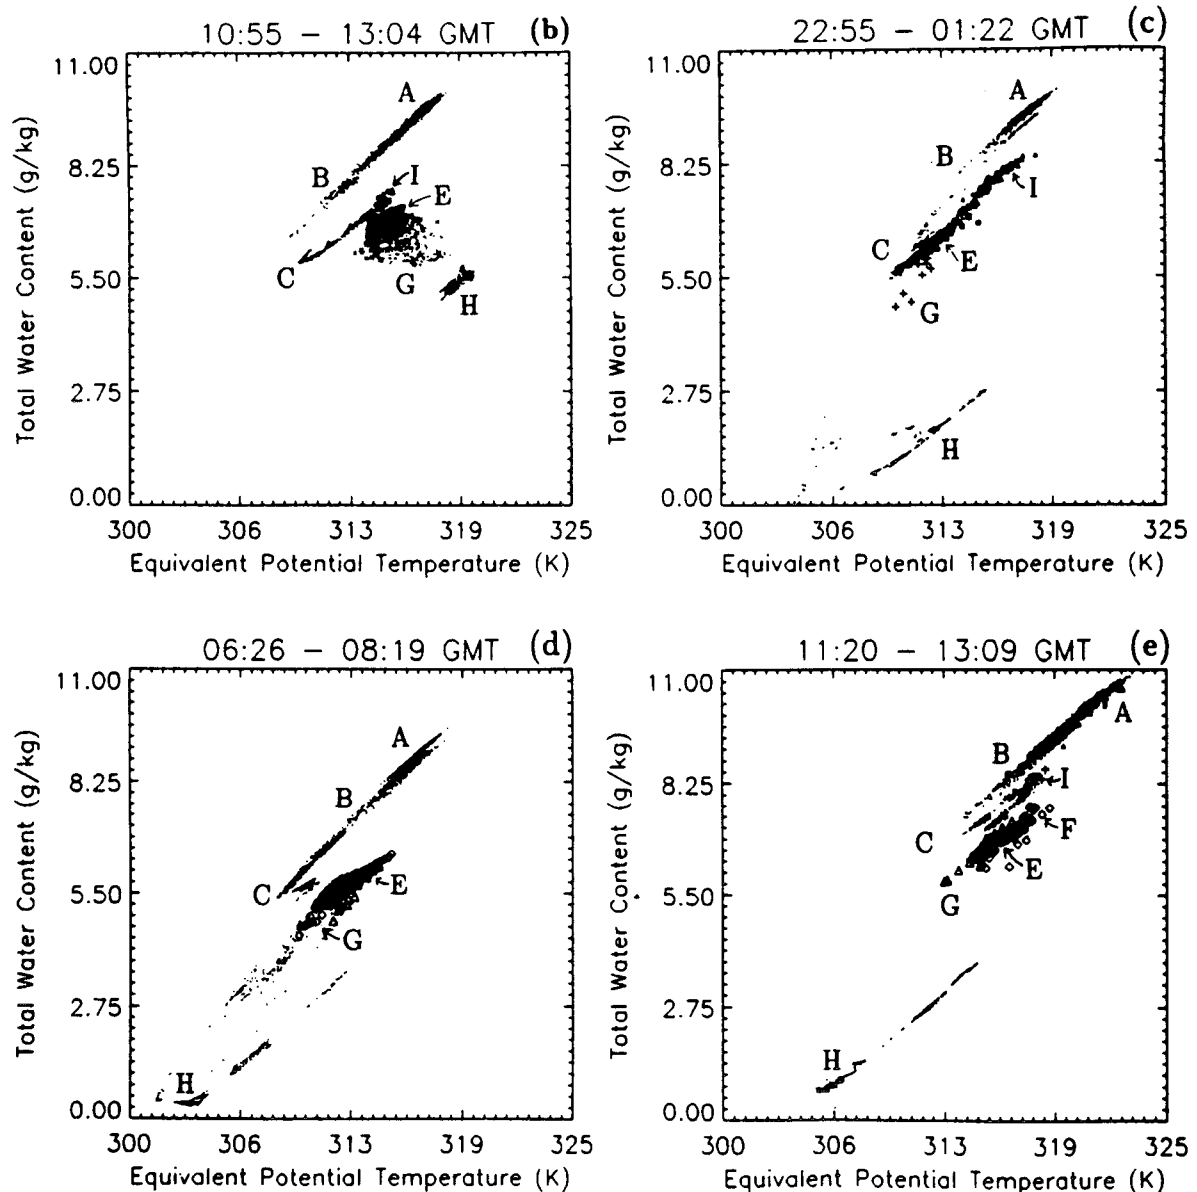 10:55 – 13:04 GMT (b)
11.00
8.25
5.50
2.75
0.00
Total Water Content (g/kg)
A
B
I
E
C
G
H
300 306 313 319 325
Equivalent Potential Temperature (K)
22:55 – 01:22 GMT (c)
11.00
8.25
5.50
2.75
0.00
Total Water Content (g/kg)
A
B
I
C
E
G
H
300 306 313 319 325
Equivalent Potential Temperature (K)
06:26 – 08:19 GMT (d)
11.00
8.25
5.50
2.75
0.00
Total Water Content (g/kg)
A
B
C
E
G
H
300 306 313 319 325
Equivalent Potential Temperature (K)
11:20 – 13:09 GMT (e)
11.00
8.25
5.50
2.75
0.00
Total Water Content (g/kg)
A
B
I
F
C
E
G
H
300 306 313 319 325
Equivalent Potential Temperature (K)